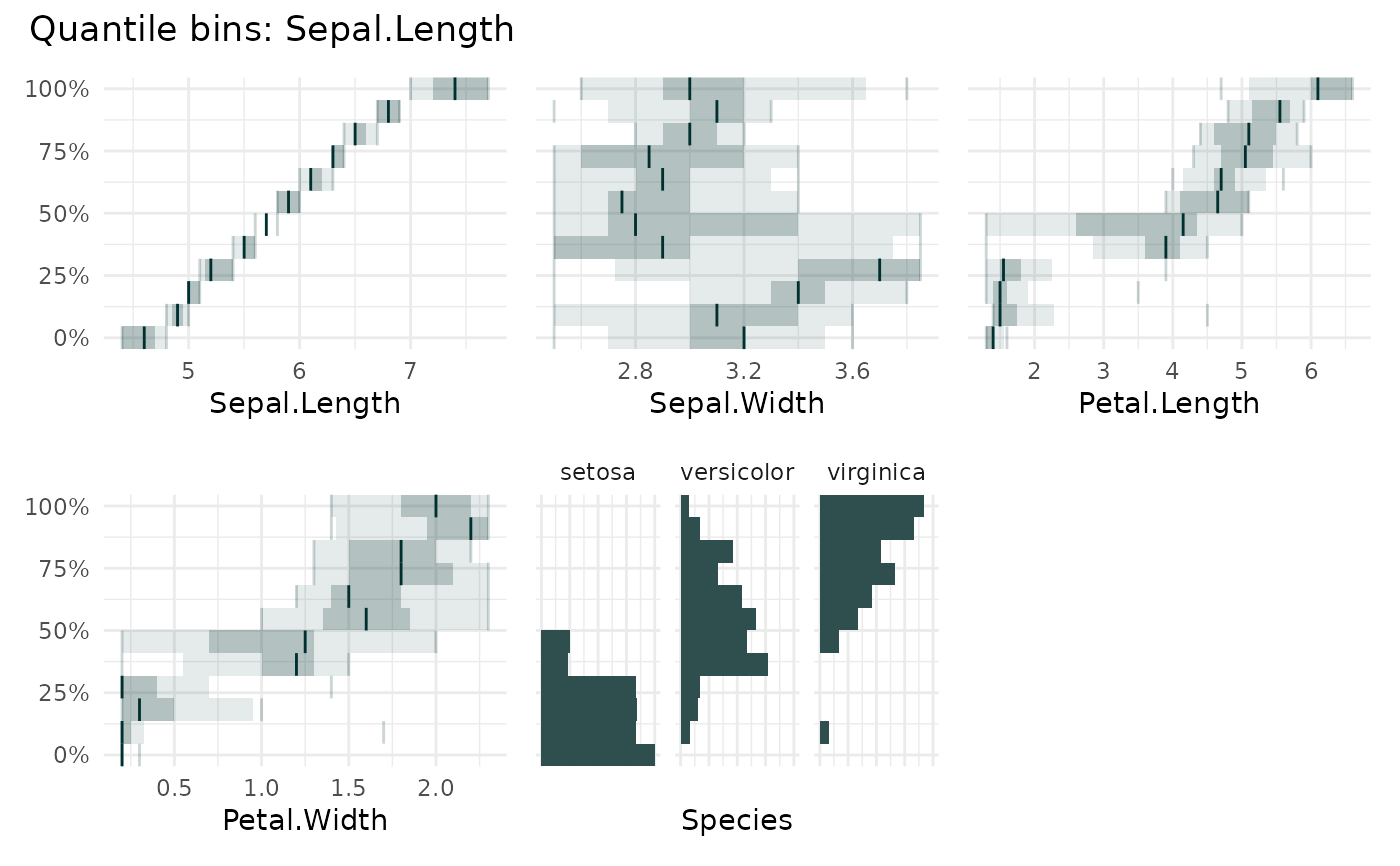 Quantile bins: Sepal.Length
100%
75%
50%
25%
0%
5 6 7
2.8 3.2 3.6
2 3 4 5 6
Sepal.Length
Sepal.Width
Petal.Length
setosa versicolor virginica
100%
75%
50%
25%
0%
0.5 1.0 1.5 2.0
Petal.Width
Species